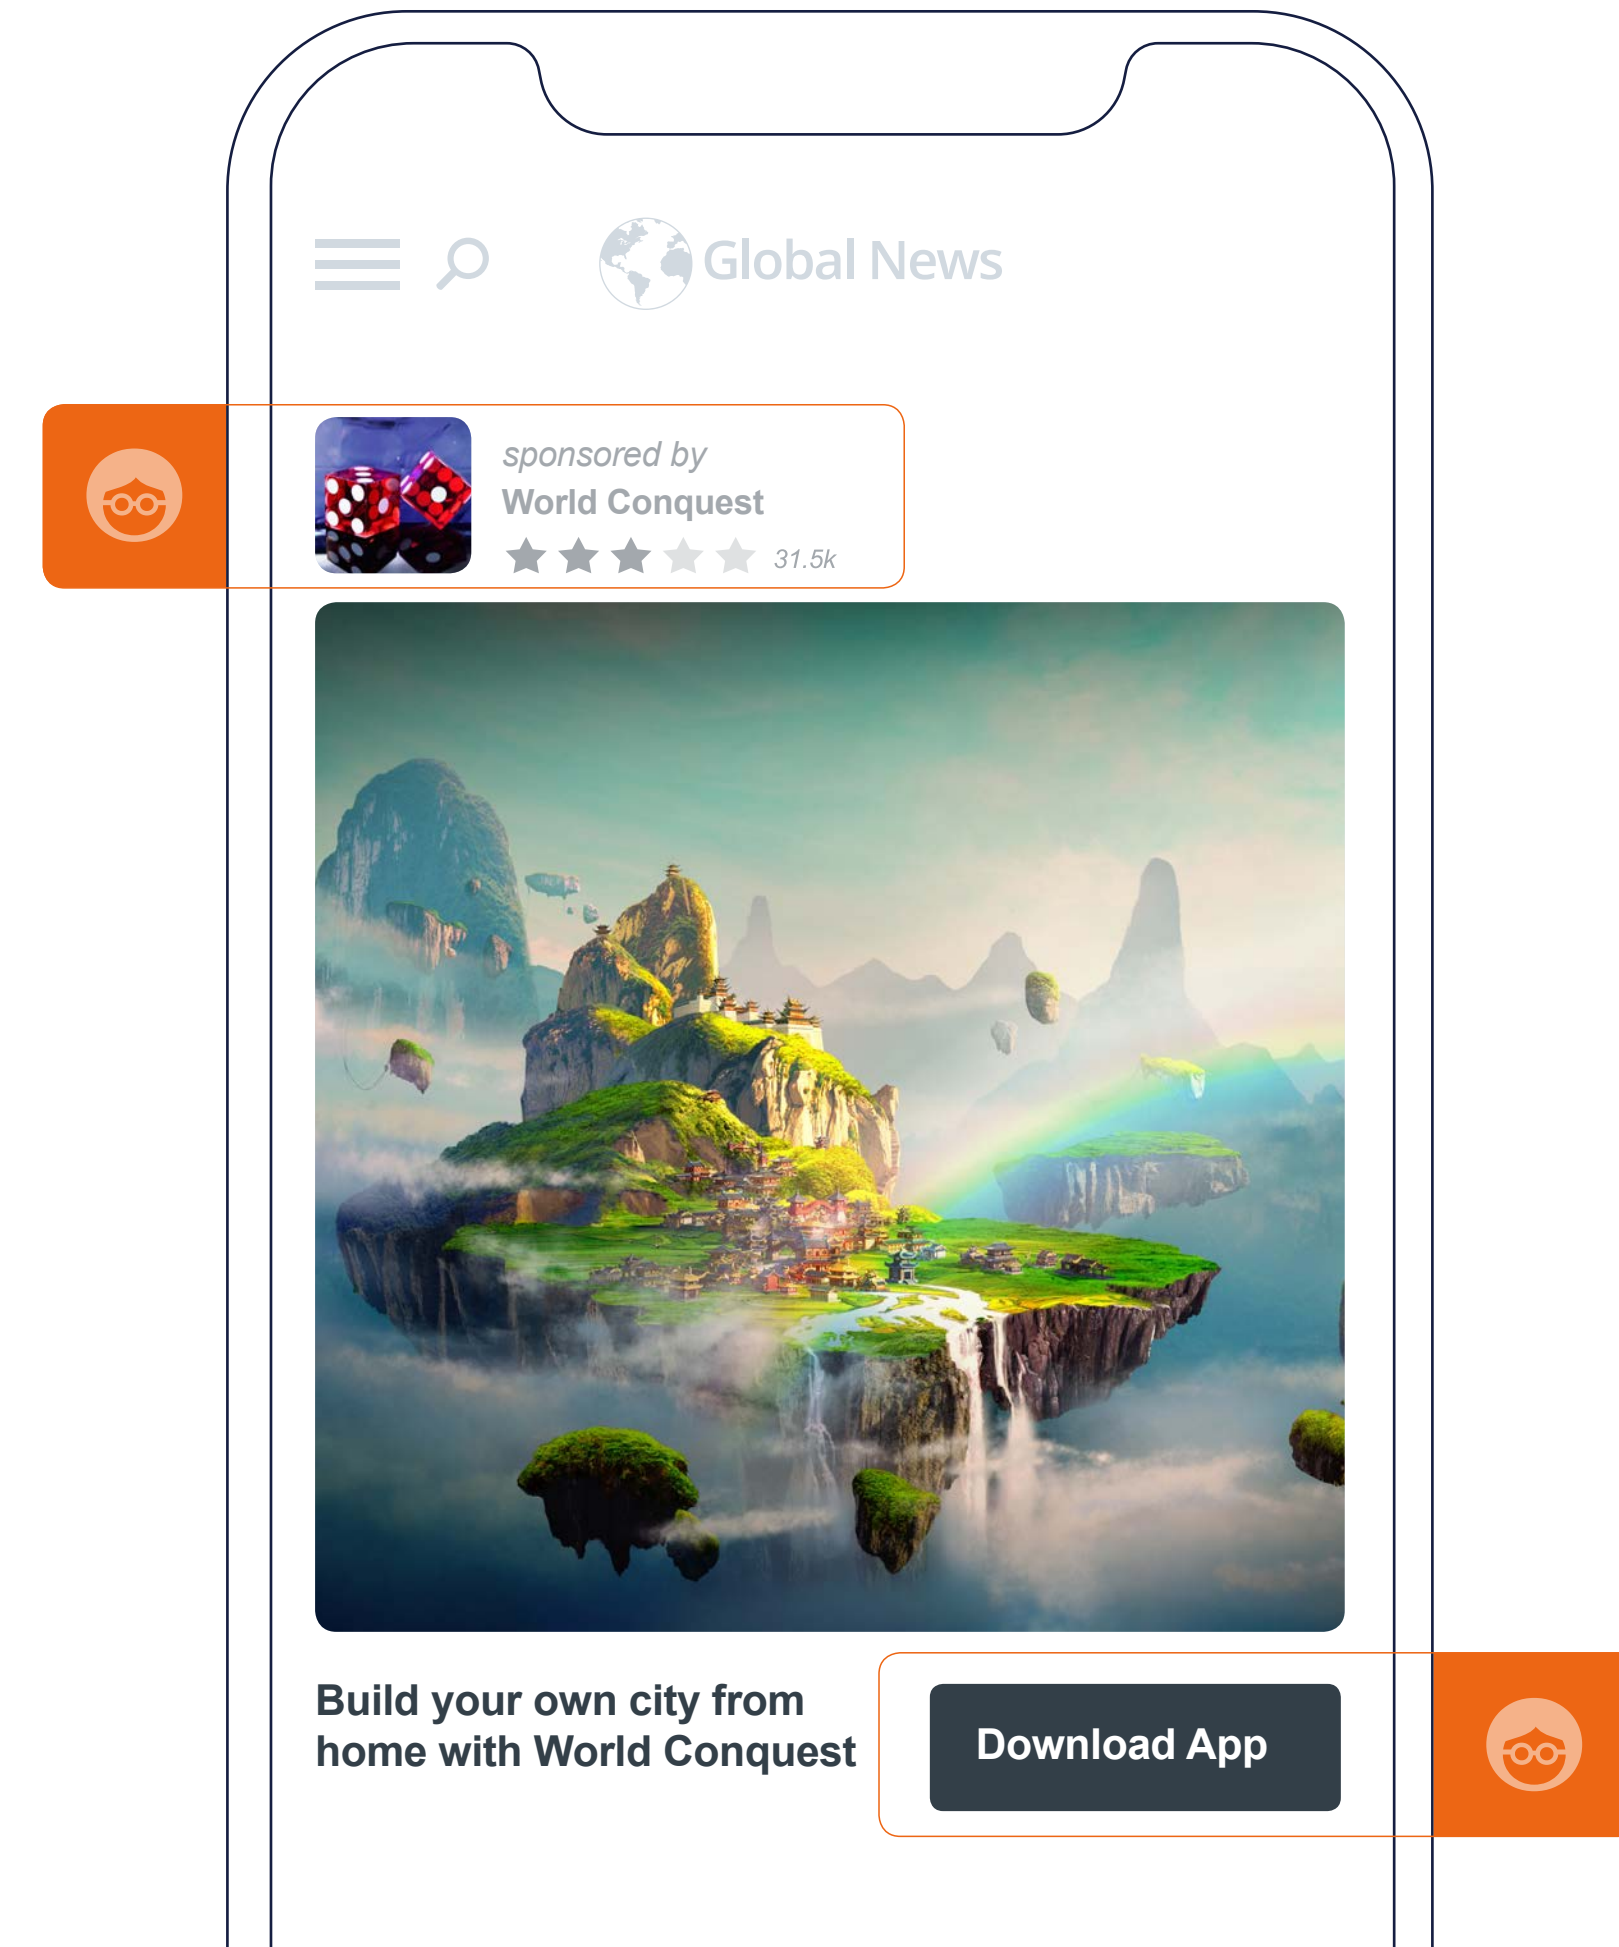 Global News
sponsored by
World Conquest
31.5k
Build your own city from
home with World Conquest
Download App